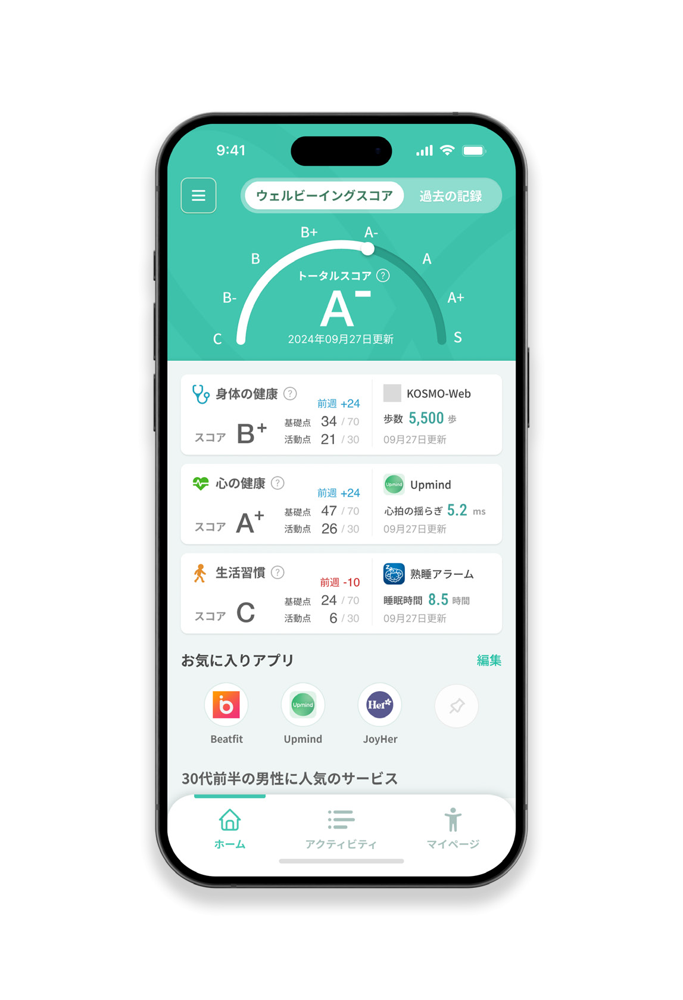 9:41
ウェルビーイングスコア 過去の記録
B+ A-
B A
トータルスコア ?
B- A+
A-
C S
2024年09月27日更新
身体の健康 ?
前週 +24
基礎点 34 / 70
スコア B+
活動点 21 / 30
KOSMO-Web
歩数 5,500 歩
09月27日更新
心の健康 ?
前週 +24
基礎点 47 / 70
スコア A+
活動点 26 / 30
Upmind
Upmind
心拍の揺らぎ 5.2 ms
09月27日更新
生活習慣 ?
前週 -10
基礎点 24 / 70
スコア C
活動点 6 / 30
熟睡アラーム
睡眠時間 8.5 時間
09月27日更新
お気に入りアプリ 編集
Upmind
Her
Beatfit Upmind JoyHer
30代前半の男性に人気のサービス
ホーム アクティビティ マイページ